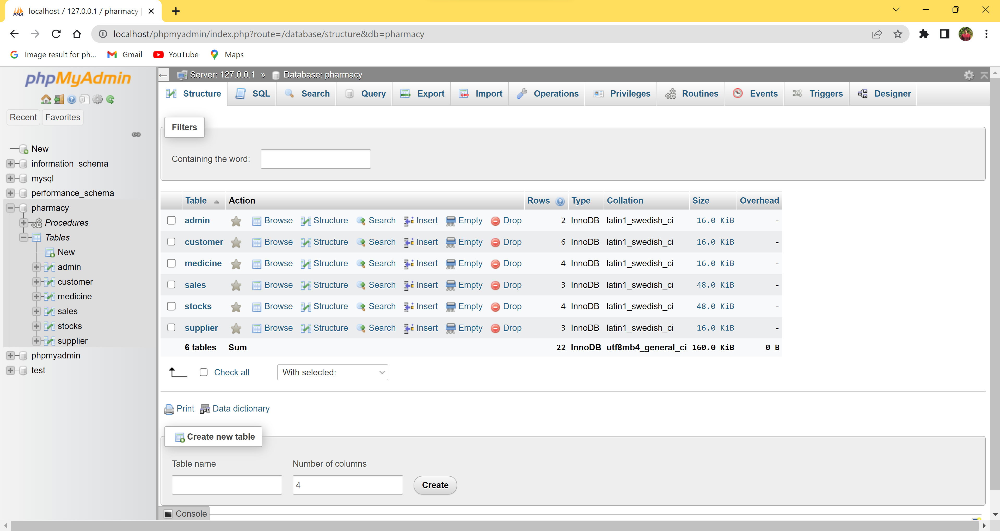 PMA localhost / 127.0.0.1 / pharmacy
localhost/phpmyadmin/index.php?route=/database/structure&db=pharmacy
Image result for ph... Gmail YouTube Maps
phpMyAdmin
Recent Favorites
New
information_schema
mysql
performance_schema
pharmacy
Procedures
Tables
New
admin
customer
medicine
sales
stocks
supplier
phpmyadmin
test
Server: 127.0.0.1 » Database: pharmacy
Structure SQL Search Query Export Import Operations Privileges Routines Events Triggers Designer
Filters
Containing the word:
Table Action Rows Type Collation Size Overhead
admin Browse Structure Search Insert Empty Drop 2 InnoDB latin1_swedish_ci 16.0 KiB -
customer Browse Structure Search Insert Empty Drop 6 InnoDB latin1_swedish_ci 16.0 KiB -
medicine Browse Structure Search Insert Empty Drop 4 InnoDB latin1_swedish_ci 16.0 KiB -
sales Browse Structure Search Insert Empty Drop 3 InnoDB latin1_swedish_ci 48.0 KiB -
stocks Browse Structure Search Insert Empty Drop 4 InnoDB latin1_swedish_ci 48.0 KiB -
supplier Browse Structure Search Insert Empty Drop 3 InnoDB latin1_swedish_ci 16.0 KiB -
6 tables Sum 22 InnoDB utf8mb4_general_ci 160.0 KiB 0 B
Check all With selected:
Print Data dictionary
Create new table
Table name Number of columns
4 Create
Console